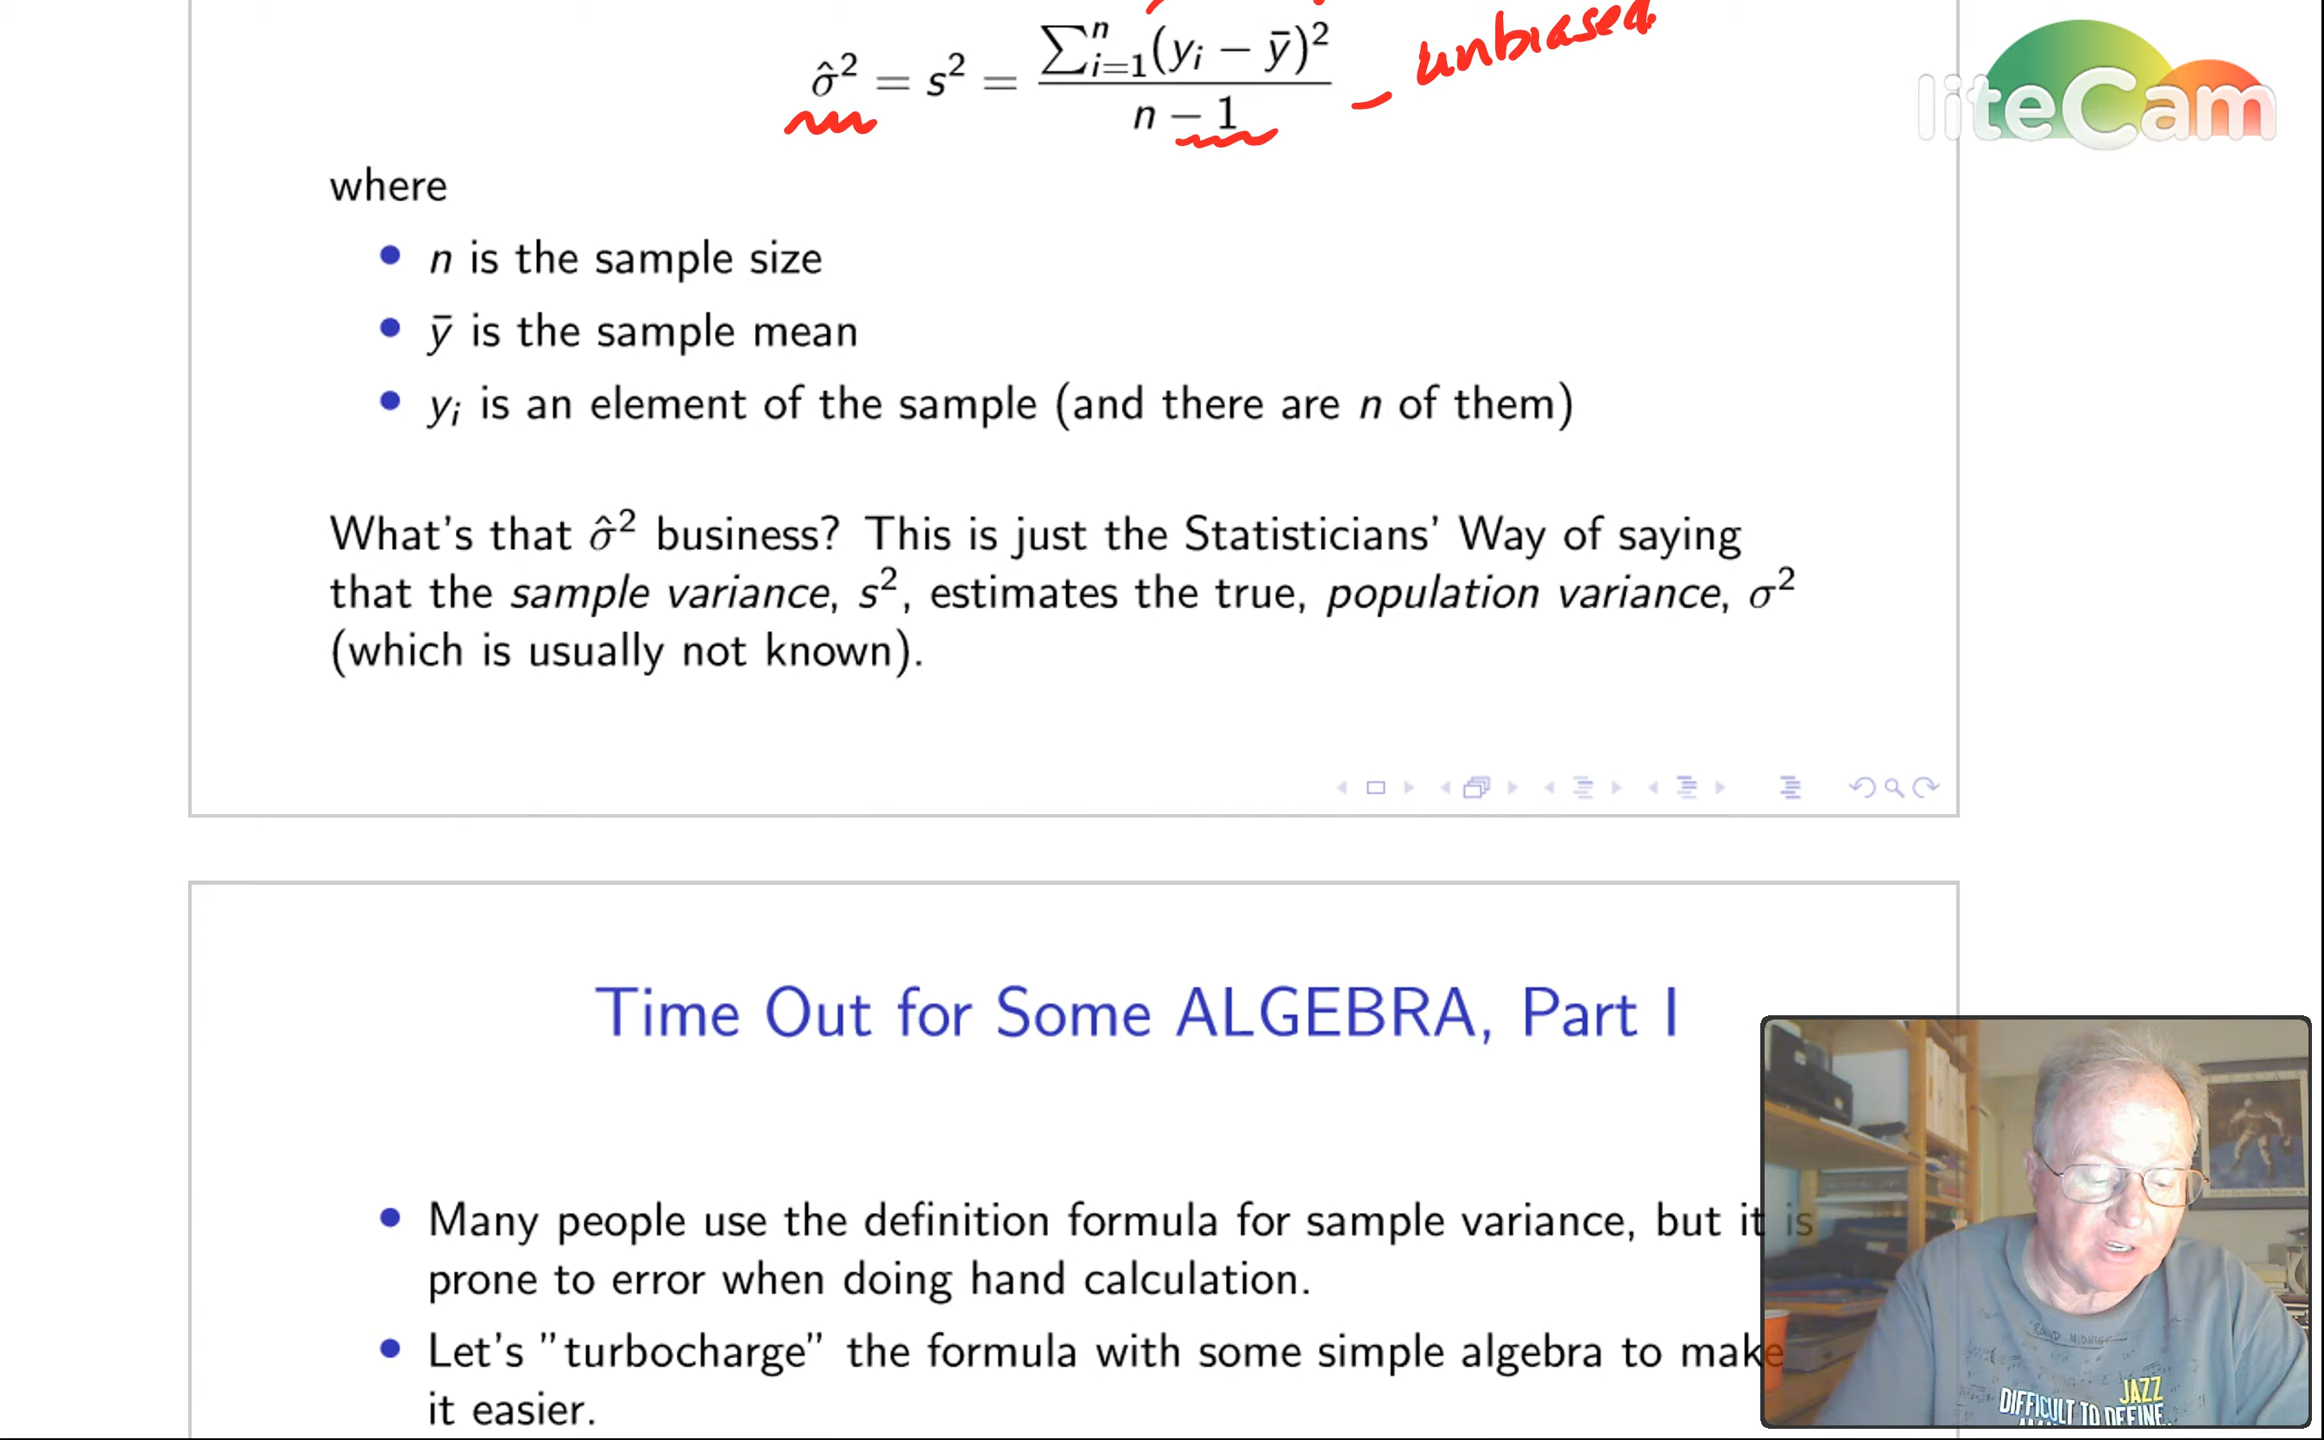 σ̂² = s² = ∑ⁿᵢ₌₁(yᵢ − ȳ)² / n − 1
– unbiased
liteCam
where
• n is the sample size
• ȳ is the sample mean
• yᵢ is an element of the sample (and there are n of them)
What's that σ̂² business? This is just the Statisticians' Way of saying
that the sample variance, s², estimates the true, population variance, σ²
(which is usually not known).
Time Out for Some ALGEBRA, Part I
• Many people use the definition formula for sample variance, but it is
prone to error when doing hand calculation.
• Let's "turbocharge" the formula with some simple algebra to make
it easier.
'ROUND MIDNIGHT
JAZZ
DIFFICULT TO DEFINE